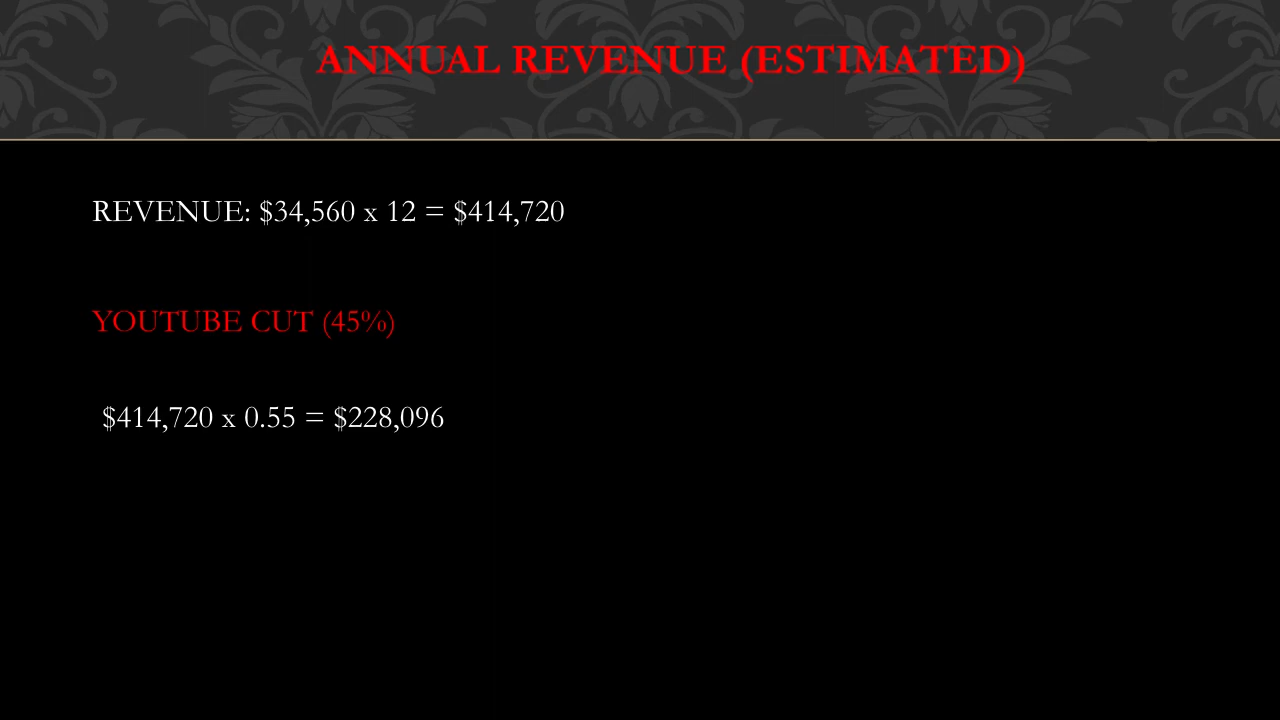 ANNUAL REVENUE (ESTIMATED)
REVENUE: $34,560 x 12 = $414,720
YOUTUBE CUT (45%)
$414,720 x 0.55 = $228,096